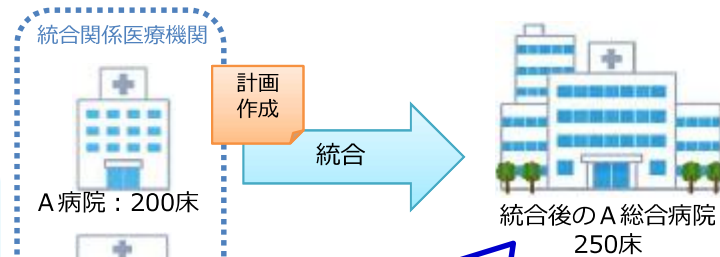 統合関係医療機関
計画
作成
統合
Ａ病院：200床
統合後のＡ総合病院
250床